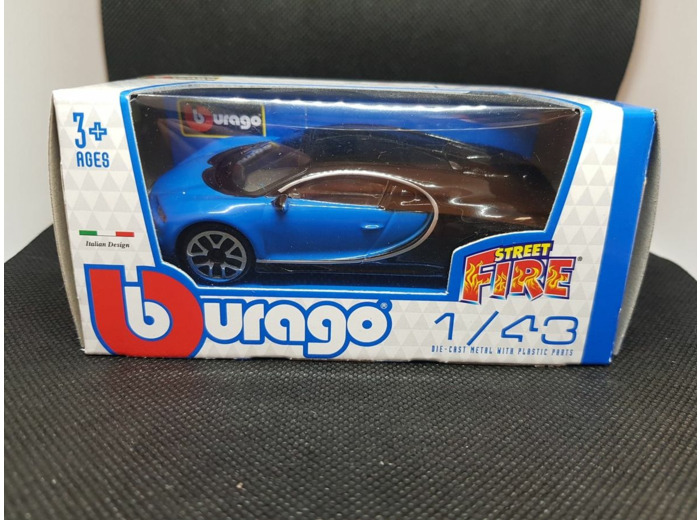 Burago
3+
AGES
Italian Design
STREET
FIRE
Burago®
1/43
DIE-CAST METAL WITH PLASTIC PARTS